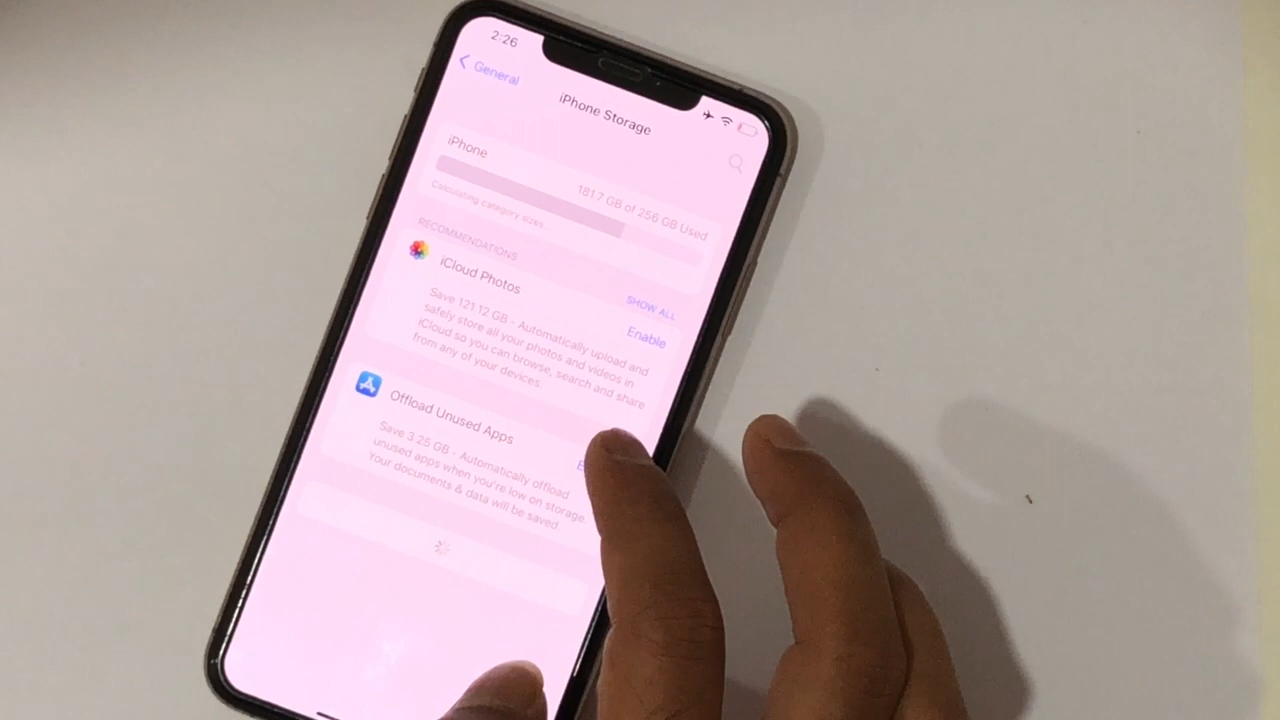 2:26
General
iPhone Storage
iPhone
181.7 GB of 256 GB Used
Calculating category sizes...
RECOMMENDATIONS
SHOW ALL
iCloud Photos
Enable
Save 121.12 GB - Automatically upload and
safely store all your photos and videos in
iCloud so you can browse, search and share
from any of your devices.
Offload Unused Apps
Save 3.25 GB - Automatically offload
unused apps when you're low on storage.
Your documents & data will be saved